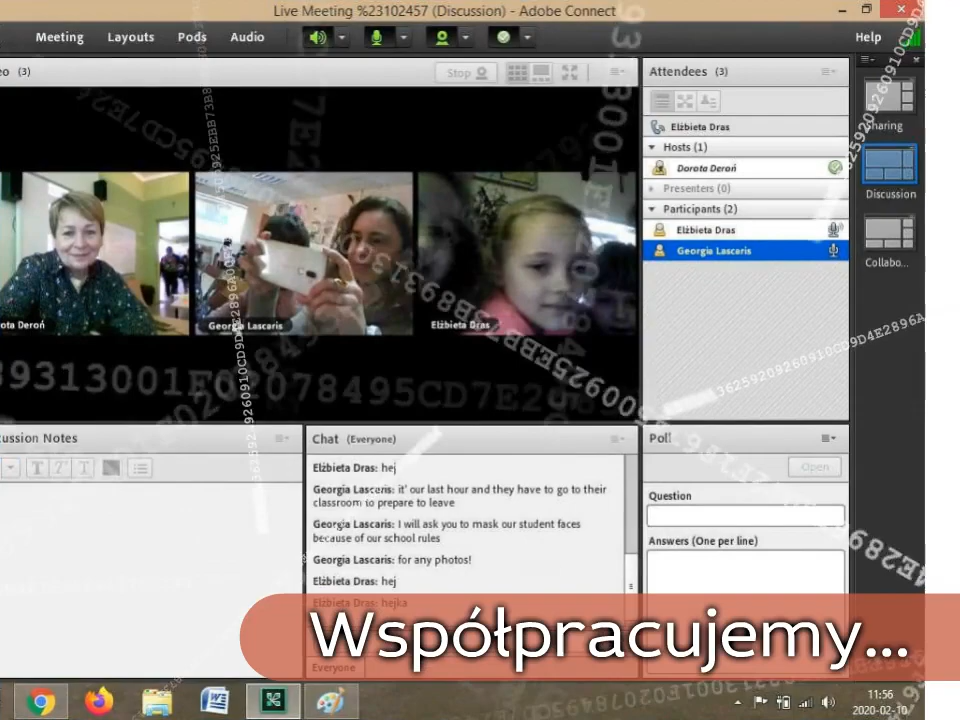 Live Meeting %23102457 (Discussion) - Adobe Connect
Meeting Layouts Pods Audio Help
(3)
Stop
Attendees (3)
Elżbieta Dras
Hosts (1)
Dorota Deroń
Presenters (0)
Participants (2)
Elżbieta Dras
Georgia Lascaris
Sharing
Discussion
Collabo...
ota Deroń
Georgia Lascaris
Elżbieta Dras
ussion Notes
Chat (Everyone)
Elżbieta Dras: hej
Georgia Lascaris: it' our last hour and they have to go to their
classroom to prepare to leave
Georgia Lascaris: I will ask you to mask our student faces
because of our school rules
Georgia Lascaris: for any photos!
Elżbieta Dras: hej
Elżbieta Dras: hejka
Everyone
Poll
Open
Question
Answers (One per line)
Współpracujemy...
11:56
2020-02-10